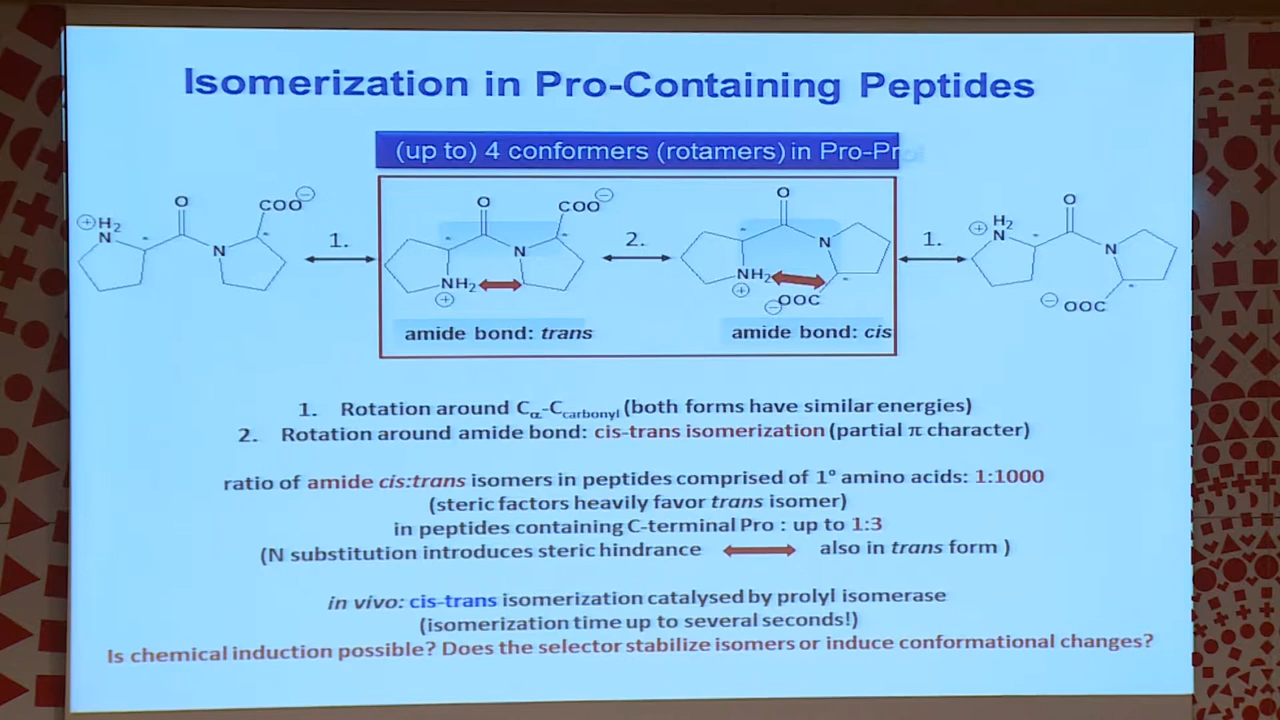 Isomerization in Pro-Containing Peptides
(up to) 4 conformers (rotamers) in Pro-Pro
⊕ H2 N O N COO ⊖
1.
O COO ⊖ N NH2 ⊕
2.
O N NH2 ⊕ ⊖ OOC
1.
⊕ H2 N O N ⊖ OOC
amide bond: trans
amide bond: cis
1. Rotation around Cα-Ccarbonyl (both forms have similar energies)
2. Rotation around amide bond: cis-trans isomerization (partial π character)
ratio of amide cis:trans isomers in peptides comprised of 1° amino acids: 1:1000
(steric factors heavily favor trans isomer)
in peptides containing C-terminal Pro : up to 1:3
(N substitution introduces steric hindrance ↔ also in trans form )
in vivo: cis-trans isomerization catalysed by prolyl isomerase
(isomerization time up to several seconds!)
Is chemical induction possible? Does the selector stabilize isomers or induce conformational changes?